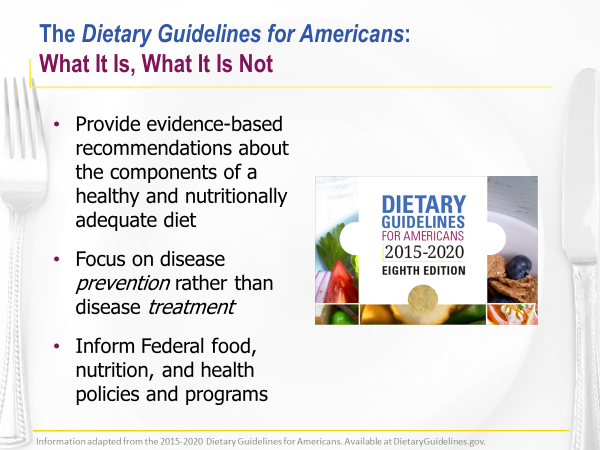 The Dietary Guidelines for Americans:
What It Is, What It Is Not
• Provide evidence-based
recommendations about
the components of a
healthy and nutritionally
adequate diet
• Focus on disease
prevention rather than
disease treatment
• Inform Federal food,
nutrition, and health
policies and programs
DIETARY
GUIDELINES
FOR AMERICANS
2015-2020
EIGHTH EDITION
Information adapted from the 2015-2020 Dietary Guidelines for Americans. Available at DietaryGuidelines.gov.